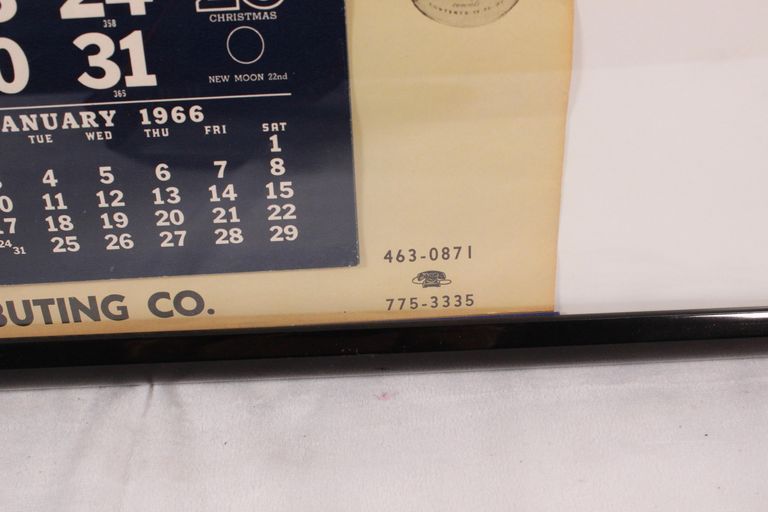 24
358
CHRISTMAS
31
365
NEW MOON 22nd
ANUARY 1966
TUE WED THU FRI SAT
1
4 5 6 7 8
11 12 13 14 15
18 19 20 21 22
24 31 25 26 27 28 29
463-0871
775-3335
BUTING CO.